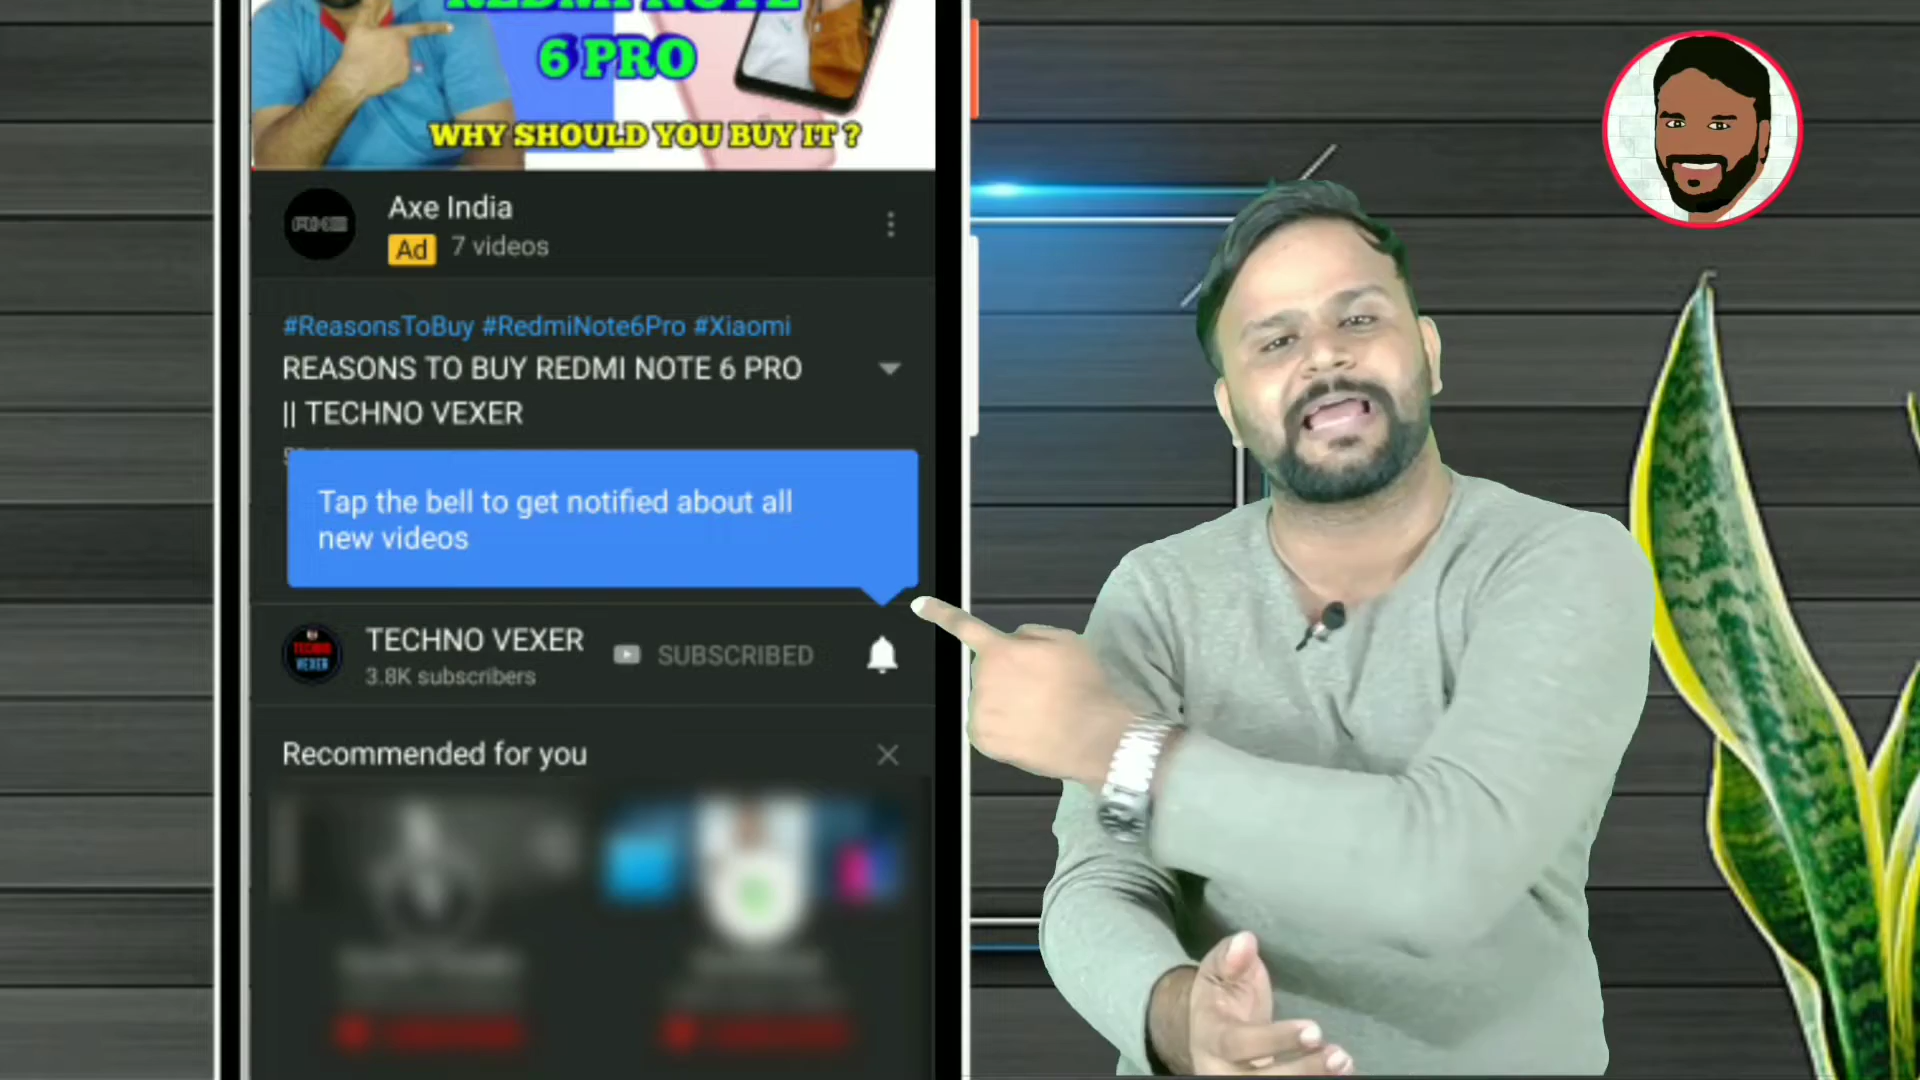 6 PRO
WHY SHOULD YOU BUY IT ?
Axe India
Ad 7 videos
#ReasonsToBuy #RedmiNote6Pro #Xiaomi
REASONS TO BUY REDMI NOTE 6 PRO
|| TECHNO VEXER
Tap the bell to get notified about all
new videos
TECHNO VEXER
TECHNO VEXER SUBSCRIBED
3.8K subscribers
Recommended for you